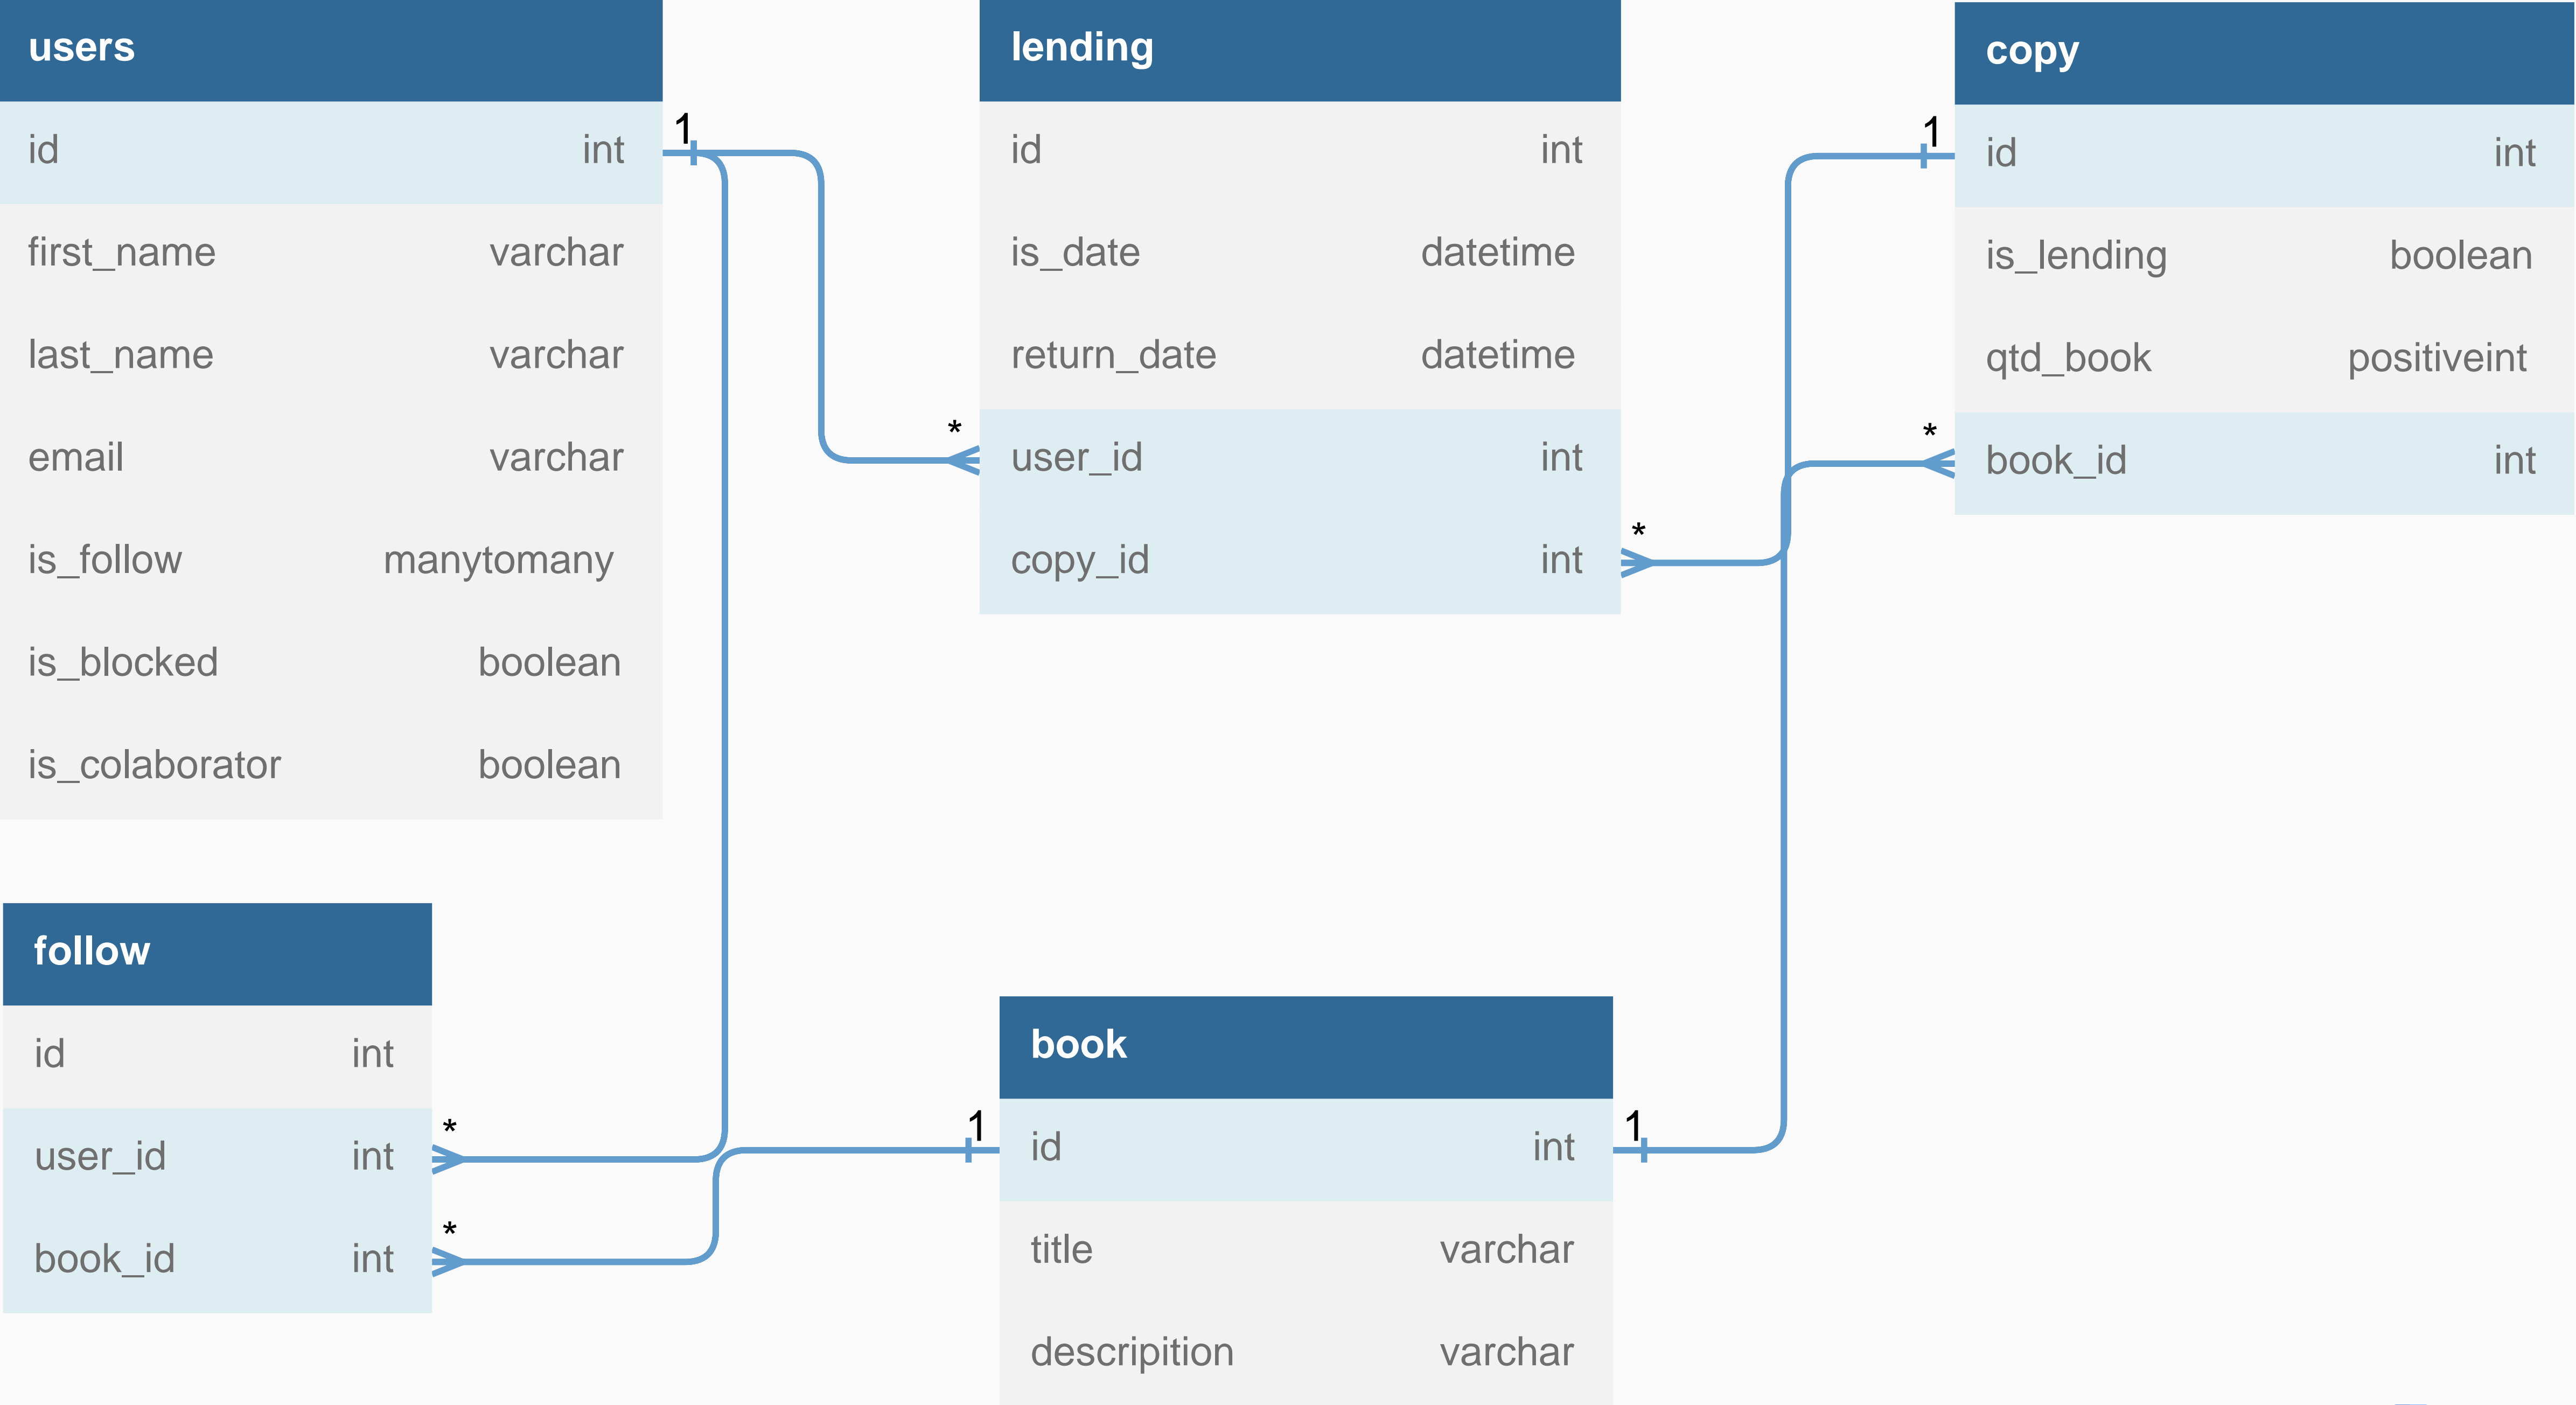 users
id int
first_name varchar
last_name varchar
email varchar
is_follow manytomany
is_blocked boolean
is_colaborator boolean
1
lending
id int
is_date datetime
return_date datetime
* user_id int
copy_id int *
copy
1 id int
is_lending boolean
qtd_book positiveint
* book_id int
follow
id int
user_id int *
book_id int *
book
1 id int 1
title varchar
descripition varchar